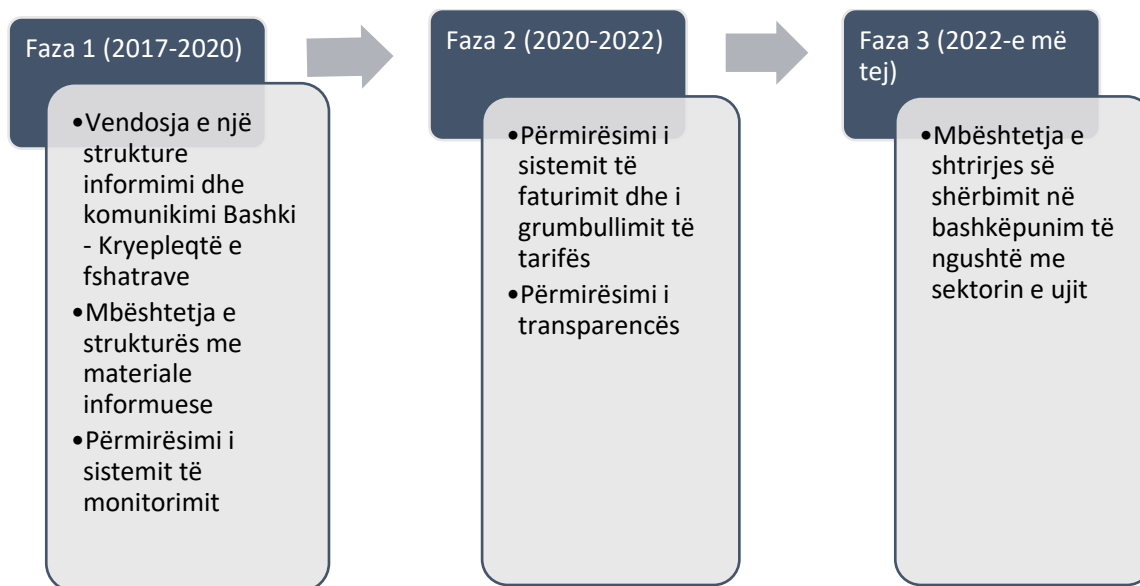 Faza 1 (2017-2020)
•Vendosja e një
strukture
informimi dhe
komunikimi Bashki
- Kryepleqtë e
fshatrave
•Mbështetja e
strukturës me
materiale
informuese
•Përmirësimi i
sistemit të
monitorimit
Faza 2 (2020-2022)
•Përmirësimi i
sistemit të
faturimit dhe i
grumbullimit të
tarifës
•Përmirësimi i
transparencës
Faza 3 (2022-e më
tej)
•Mbështetja e
shtrirjes së
shërbimit në
bashkëpunim të
ngushtë me
sektorin e ujit